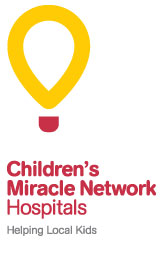 Children's
Miracle Network
Hospitals
Helping Local Kids